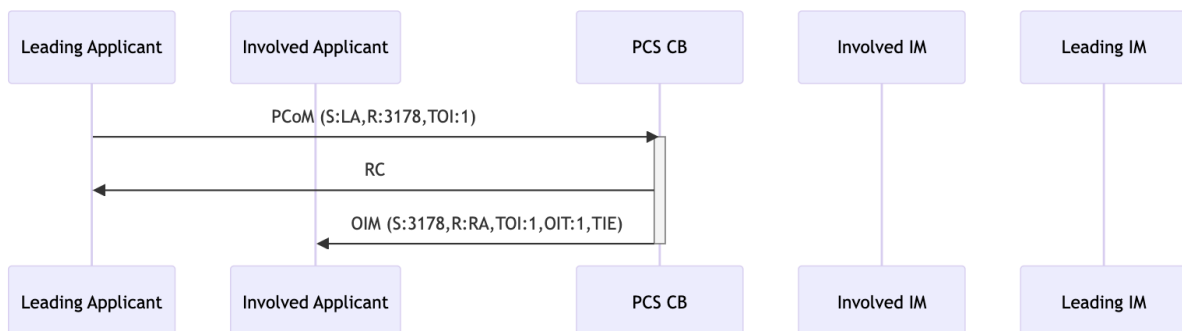 Leading Applicant
Involved Applicant
PCS CB
Involved IM
Leading IM
PCoM (S:LA,R:3178,TOI:1)
RC
OIM (S:3178,R:RA,TOI:1,OIT:1,TIE)
Leading Applicant
Involved Applicant
PCS CB
Involved IM
Leading IM